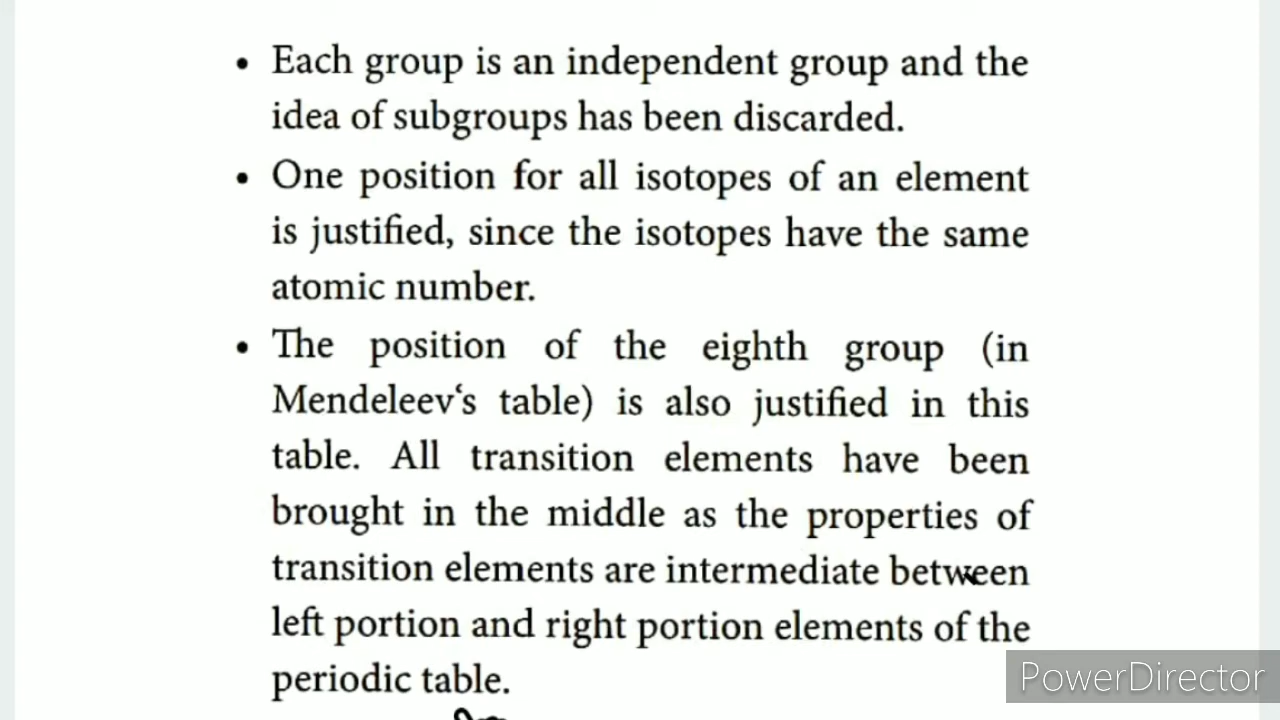 • Each group is an independent group and the
idea of subgroups has been discarded.
• One position for all isotopes of an element
is justified, since the isotopes have the same
atomic number.
• The position of the eighth group (in
Mendeleev‘s table) is also justified in this
table. All transition elements have been
brought in the middle as the properties of
transition elements are intermediate between
left portion and right portion elements of the
periodic table.
PowerDirector